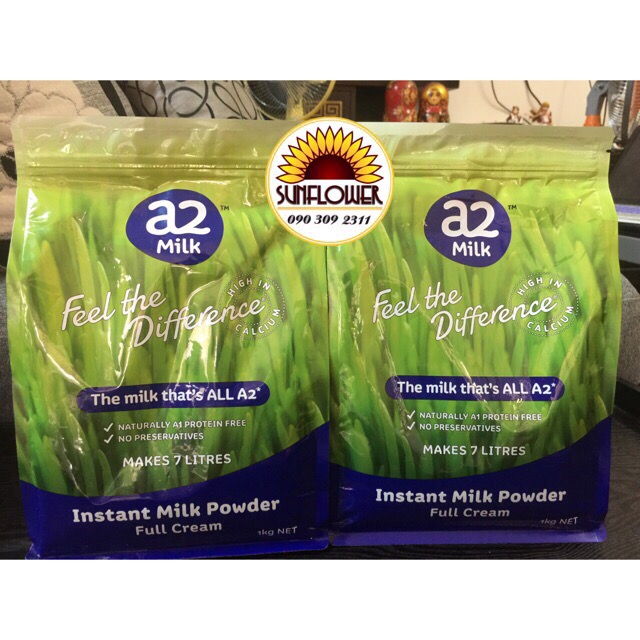 SUNFLOWER
090 309 2311
a2™
Milk
Feel the
Difference
HIGH IN
CALCIUM
The milk that's ALL A2*
✓ NATURALLY A1 PROTEIN FREE
✓ NO PRESERVATIVES
MAKES 7 LITRES
Instant Milk Powder
Full Cream
1kg NET
a2™
Milk
Feel the
Difference
HIGH IN
CALCIUM
The milk that's ALL A2*
✓ NATURALLY A1 PROTEIN FREE
✓ NO PRESERVATIVES
MAKES 7 LITRES
Instant Milk Powder
Full Cream
1kg NET